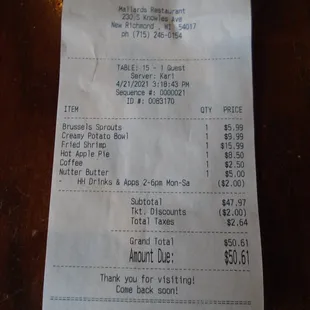 Mallards Restaurant
230 S Knowles Ave
New Richmond , WI 54017
ph (715) 246-0154
TABLE: 15 - 1 Guest
Server: Karl
4/21/2021 3:18:43 PM
Sequence #: 0000021
ID #: 0083170
ITEM QTY PRICE
Brussels Sprouts 1 $5.99
Creamy Potato Bowl 1 $9.99
Fried Shrimp 1 $15.99
Hot Apple Pie 1 $8.50
Coffee 1 $2.50
Nutter Butter 1 $5.00
- HH Drinks & Apps 2-6pm Mon-Sa ($2.00)
Subtotal $47.97
Tkt. Discounts ($2.00)
Total Taxes $2.64
Grand Total $50.61
Amount Due: $50.61
Thank you for visiting!
Come back soon!